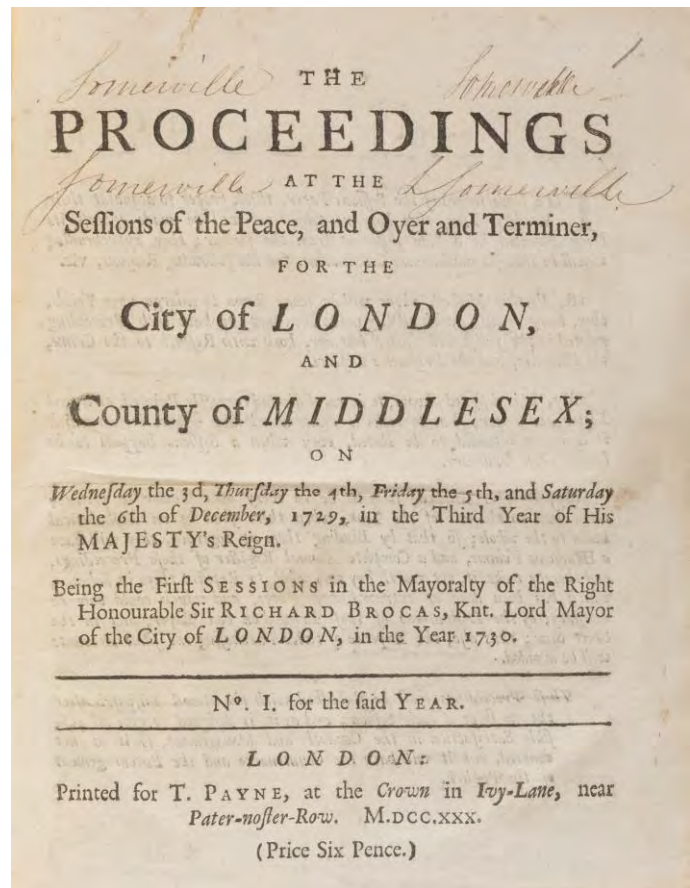 1
Somerville THE Somerville
PROCEEDINGS
Somerville AT THE Somerville
Seſſions of the Peace, and Oyer and Terminer,
FOR THE
City of LONDON,
AND
County of MIDDLESEX;
ON
Wedneſday the 3d, Thurſday the 4th, Friday the 5th, and Saturday
the 6th of December, 1729, in the Third Year of His
MAJESTY's Reign.
Being the Firſt SESSIONS in the Mayoralty of the Right
Honourable Sir RICHARD BROCAS, Knt. Lord Mayor
of the City of LONDON, in the Year 1730.
Nº. I. for the ſaid YEAR.
LONDON:
Printed for T. PAYNE, at the Crown in Ivy-Lane, near
Pater-noſter-Row. M.DCC.XXX.
(Price Six Pence.)